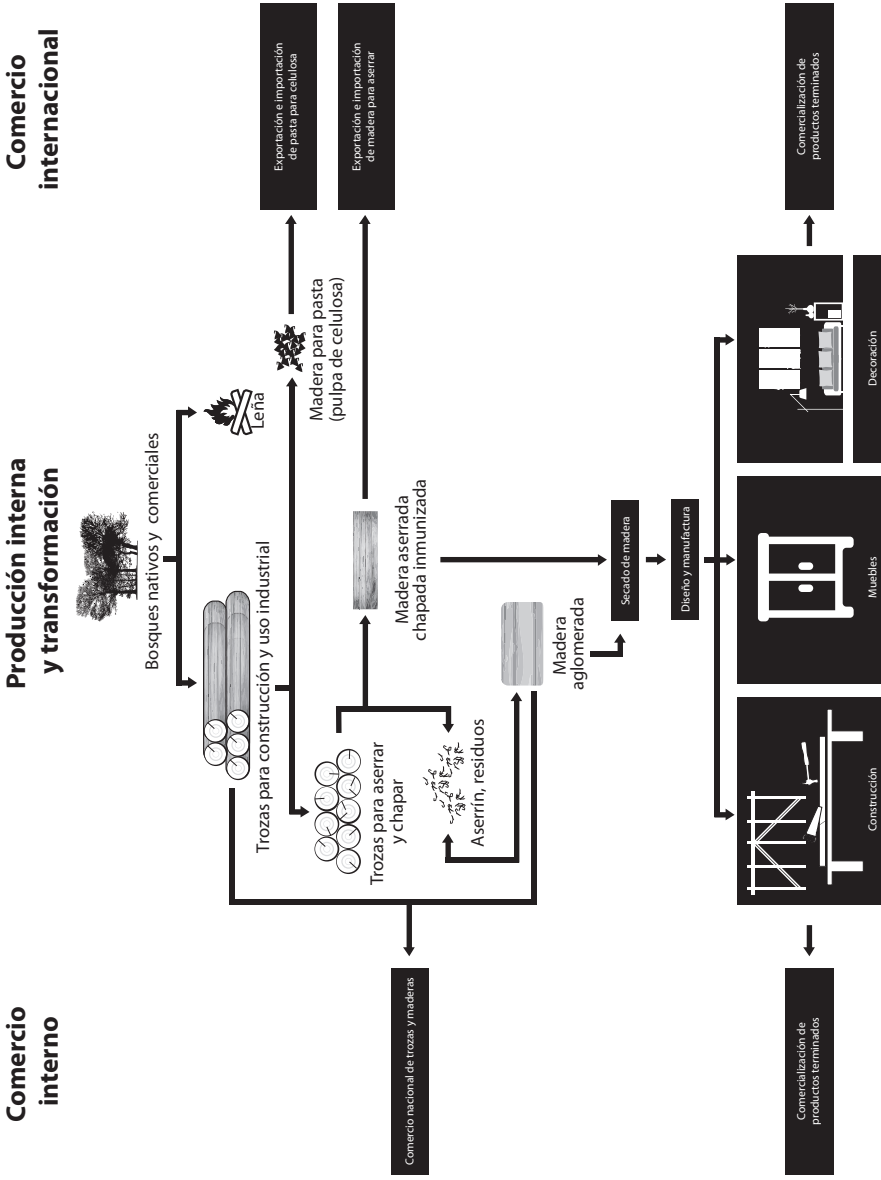 Comercio
interno
Producción interna
y transformación
Comercio
internacional
Bosques nativos y comerciales
Trozas para construcción y uso industrial
Leña
Madera para pasta
(pulpa de celulosa)
Exportación e importación
de pasta para celulosa
Trozas para aserrar
y chapar
Madera aserrada
chapada inmunizada
Exportación e importación
de madera para aserrar
Comercio nacional de trozas y maderas
Aserrín, residuos
Madera
aglomerada
Secado de madera
Diseño y manufactura
Comercialización de
productos terminados
Construcción
Muebles
Decoración
Comercialización de
productos terminados